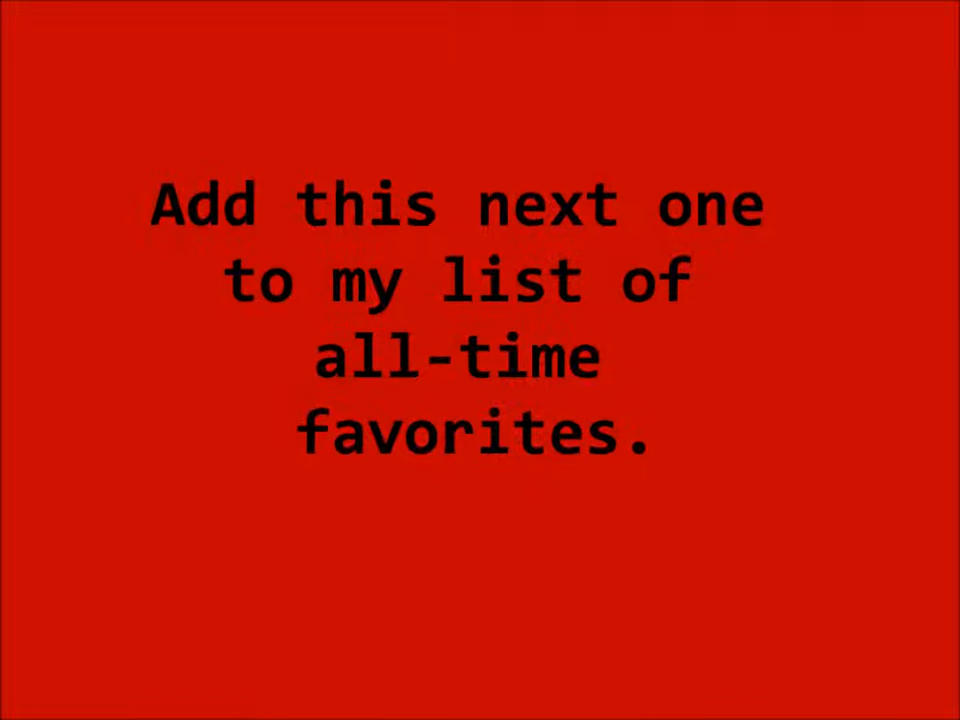 Add this next one
to my list of
all-time
favorites.